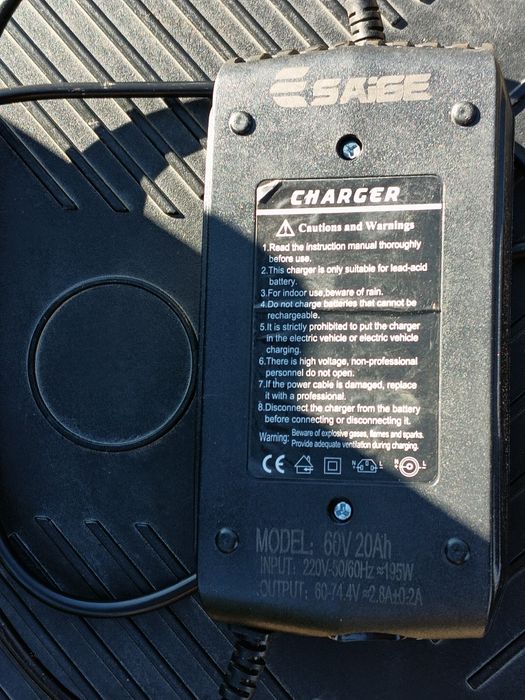 SAIGE
CHARGER
Cautions and Warnings
1.Read the instruction manual thoroughly
before use.
2.This charger is only suitable for lead-acid
battery.
3.For indoor use,beware of rain.
4.Do not charge batteries that cannot be
rechargeable.
5.It is strictly prohibited to put the charger
in the electric vehicle or electric vehicle
charging.
6.There is high voltage, non-professional
personnel do not open.
7.If the power cable is damaged, replace
it with a professional.
8.Disconnect the charger from the battery
before connecting or disconnecting it.
Warning: Beware of explosive gases, flames and sparks.
Provide adequate ventilation during charging.
CE N L N L
MODEL: 60V 20Ah
INPUT: 220V-50/60Hz≈195W
OUTPUT: 60-74.4V≈2.8A±0.2A